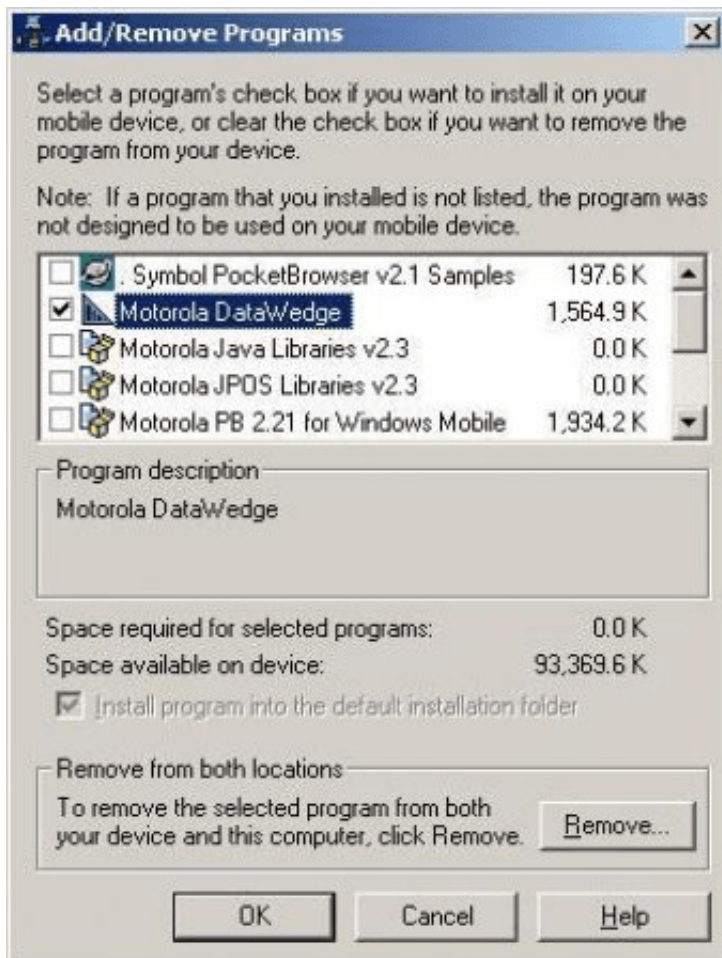 Add/Remove Programs
Select a program's check box if you want to install it on your
mobile device, or clear the check box if you want to remove the
program from your device.
Note: If a program that you installed is not listed, the program was
not designed to be used on your mobile device.
. Symbol PocketBrowser v2.1 Samples 197.6 K
Motorola DataWedge 1,564.9 K
Motorola Java Libraries v2.3 0.0 K
Motorola JPOS Libraries v2.3 0.0 K
Motorola PB 2.21 for Windows Mobile 1,934.2 K
Program description
Motorola DataWedge
Space required for selected programs: 0.0 K
Space available on device: 93,369.6 K
Install program into the default installation folder
Remove from both locations
To remove the selected program from both
your device and this computer, click Remove.
Remove...
OK Cancel Help